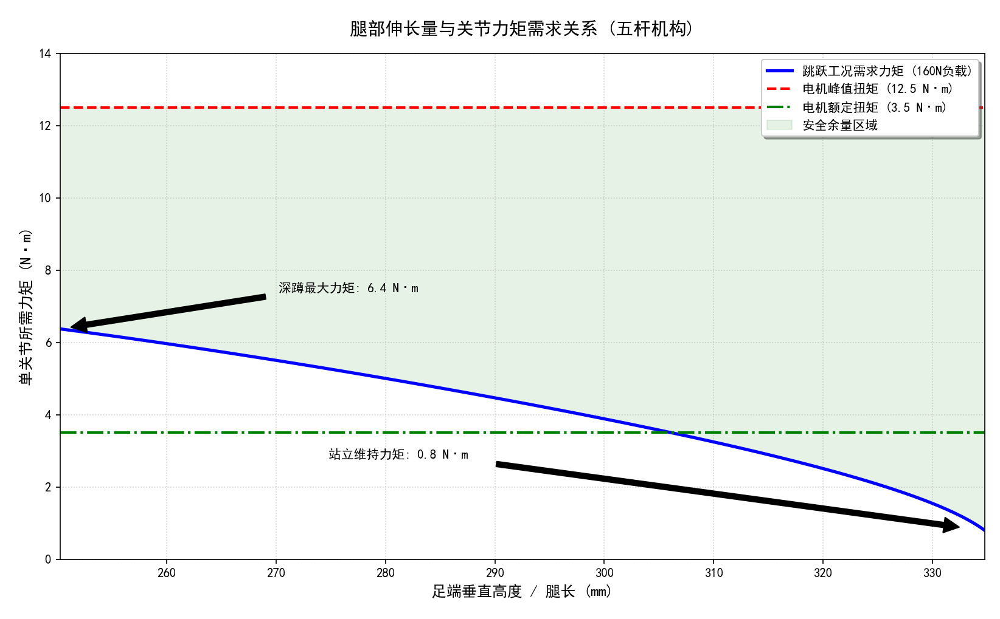 腿部伸长量与关节力矩需求关系 (五杆机构)
14
12
10
8
6
4
2
0
单关节所需力矩 (N·m)
跳跃工况需求力矩 (160N负载)
电机峰值扭矩 (12.5 N·m)
电机额定扭矩 (3.5 N·m)
安全余量区域
深蹲最大力矩: 6.4 N·m
站立维持力矩: 0.8 N·m
260 270 280 290 300 310 320 330
足端垂直高度 / 腿长 (mm)